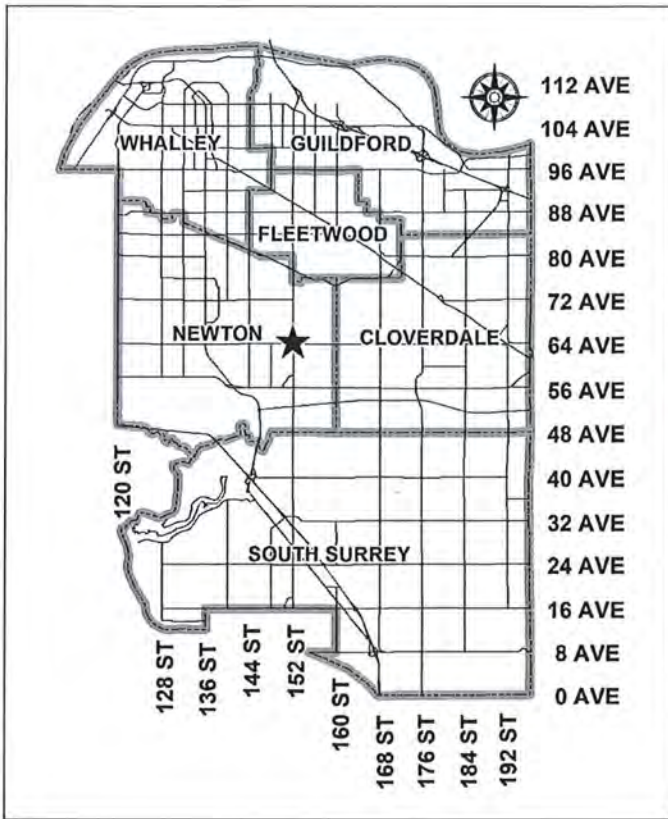 112 AVE
104 AVE
WHALLEY GUILDFORD
96 AVE
88 AVE
FLEETWOOD
80 AVE
72 AVE
NEWTON CLOVERDALE
64 AVE
56 AVE
48 AVE
120 ST
40 AVE
32 AVE
SOUTH SURREY
24 AVE
16 AVE
8 AVE
0 AVE
128 ST
136 ST
144 ST
152 ST
160 ST
168 ST
176 ST
184 ST
192 ST